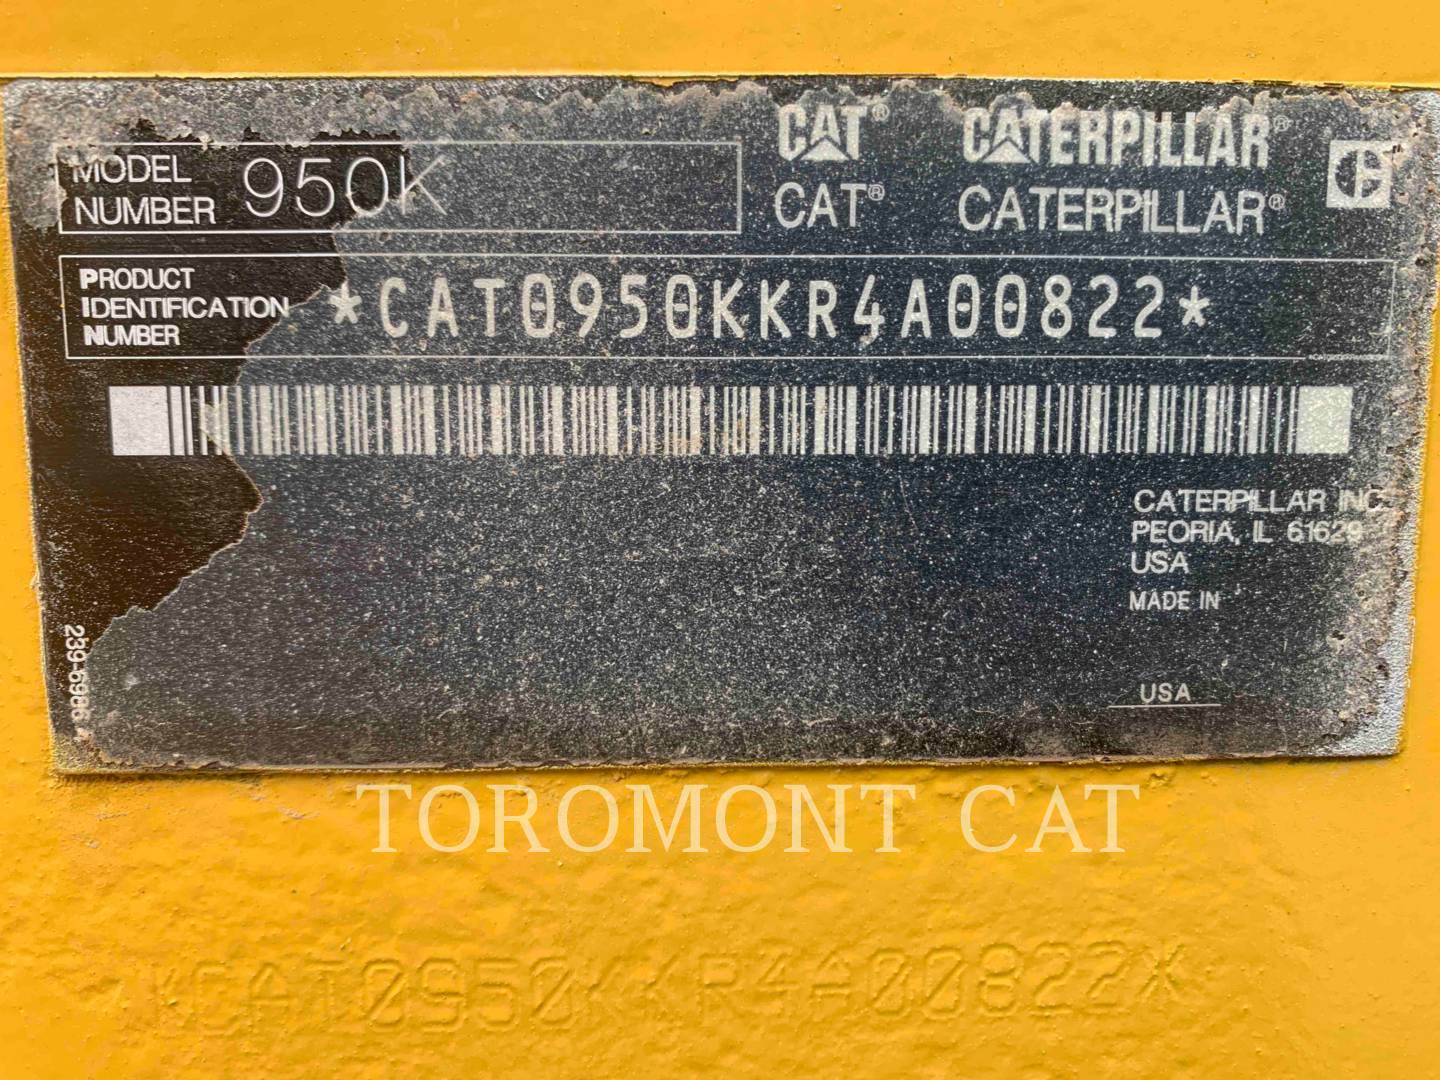 MODEL NUMBER 950K
CAT® CATERPILLAR®
CAT® CATERPILLAR®
PRODUCT
IDENTIFICATION
NUMBER
*CAT0950KKR4A00822*
CATERPILLAR INC.
PEORIA, IL 61629
USA
MADE IN
USA
TOROMONT CAT
*CAT0950KKR4A00822*